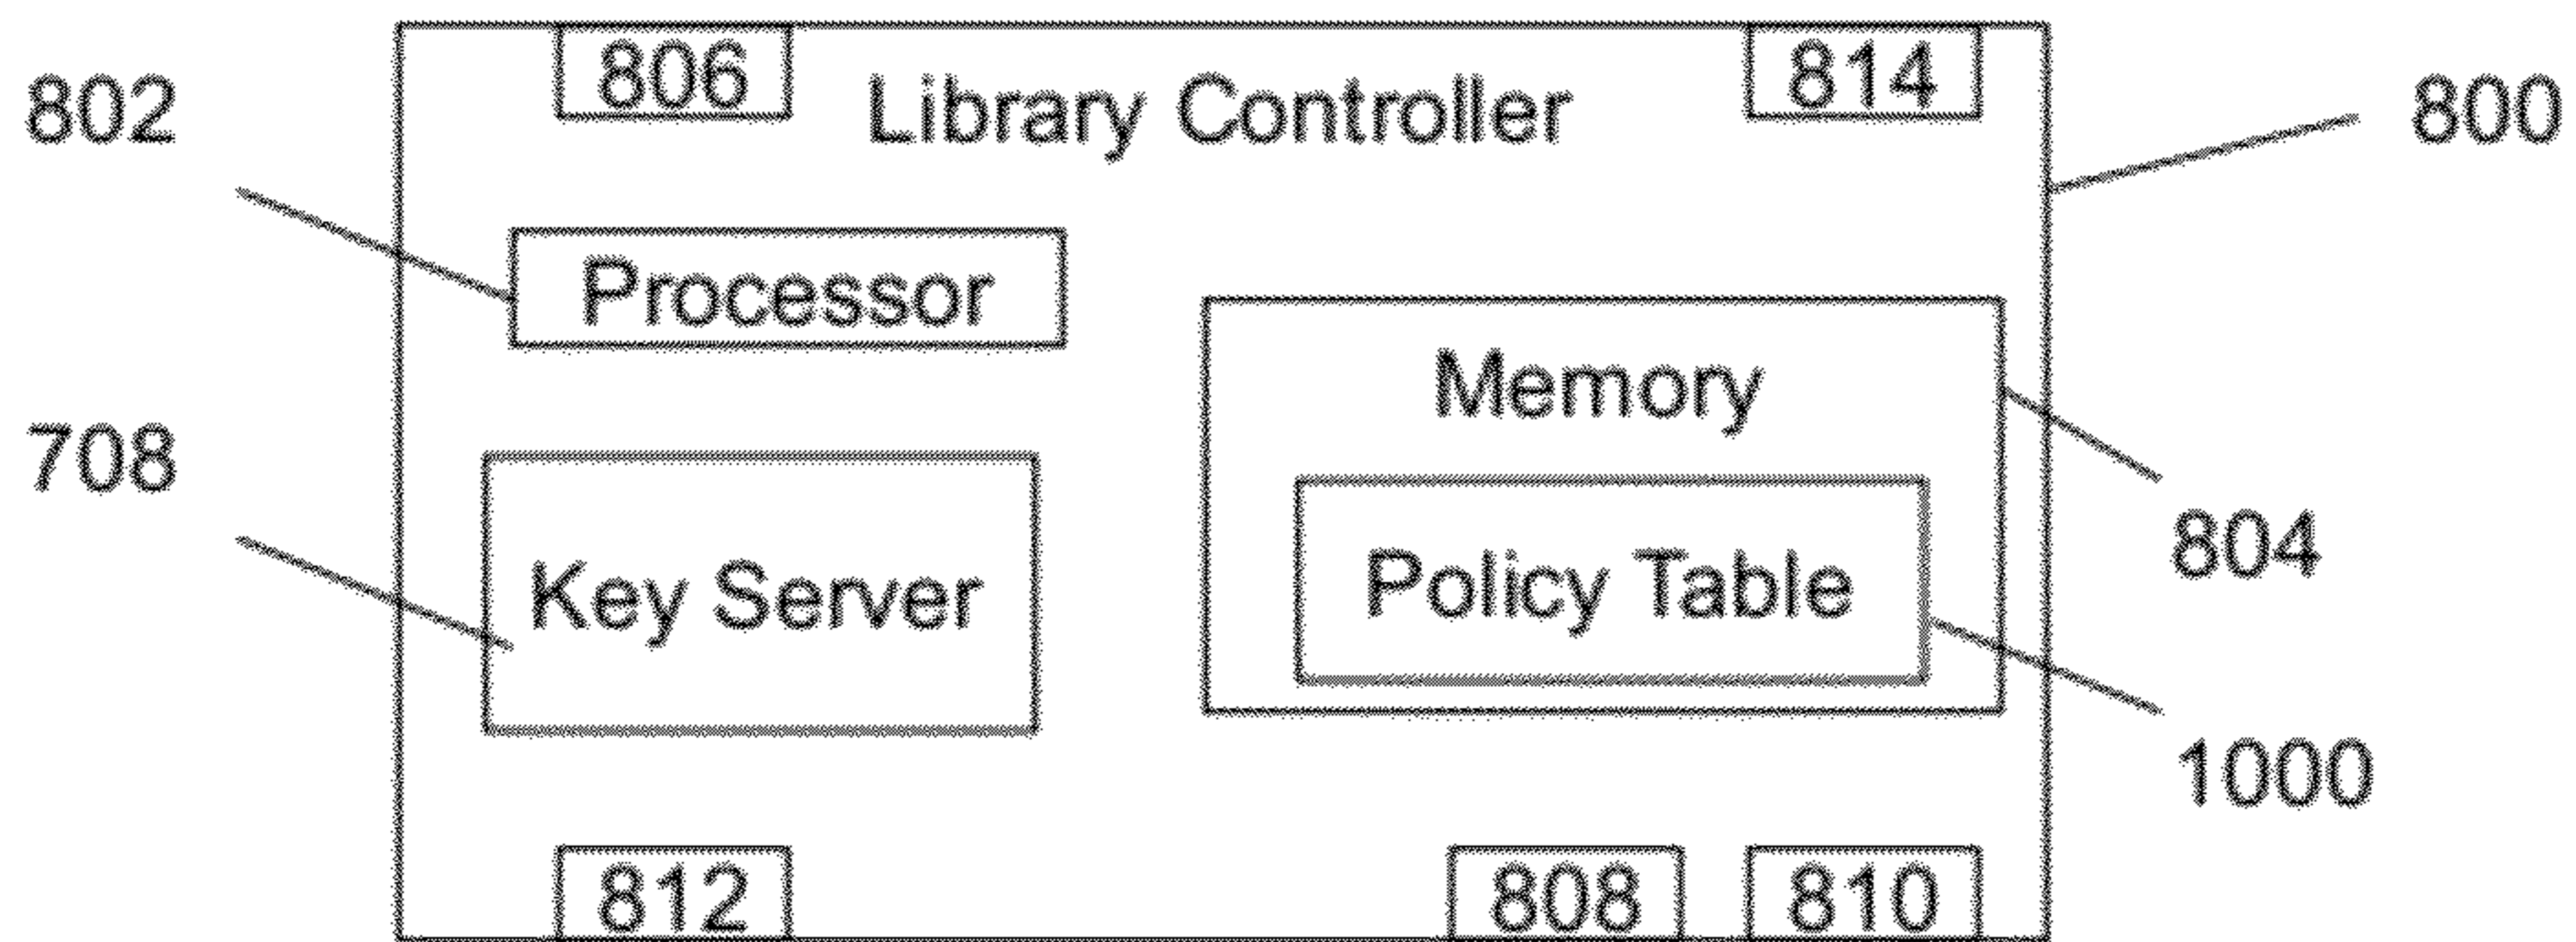 806
814
802
Library Controller
800
Processor
Memory
708
Key Server
Policy Table
804
1000
812
808
810